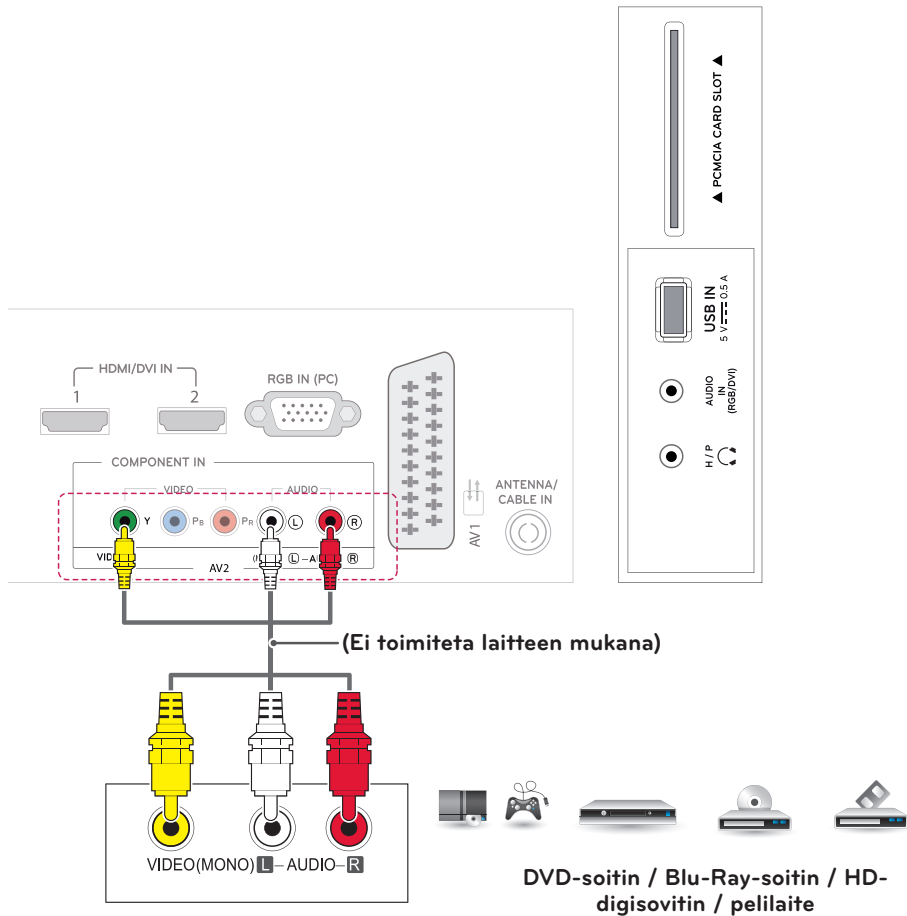 ▲ PCMCIA CARD SLOT ▲
USB IN
5 V 0.5 A
AUDIO
IN
(RGB/DVI)
H / P
HDMI/DVI IN
1 2
RGB IN (PC)
COMPONENT IN
VIDEO AUDIO
Y PB PR L R
L – A R
AV2
AV1
ANTENNA/
CABLE IN
(Ei toimiteta laitteen mukana)
VIDEO(MONO) L – AUDIO – R
DVD-soitin / Blu-Ray-soitin / HD-
digisovitin / pelilaite